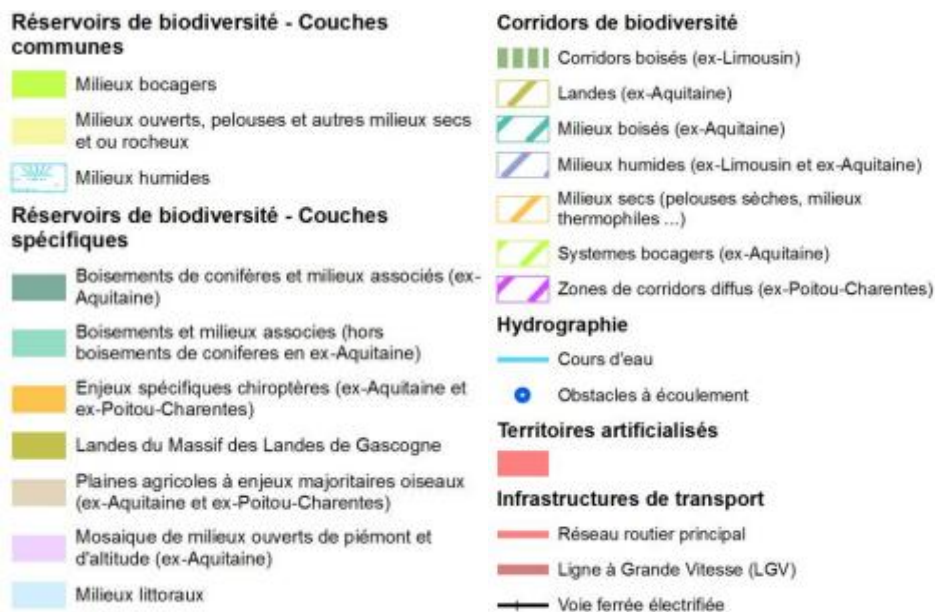 Réservoirs de biodiversité - Couches
communes
Milieux bocagers
Milieux ouverts, pelouses et autres milieux secs
et ou rocheux
Milieux humides
Réservoirs de biodiversité - Couches
spécifiques
Boisements de conifères et milieux associés (ex-
Aquitaine)
Boisements et milieux associes (hors
boisements de coniferes en ex-Aquitaine)
Enjeux spécifiques chiroptères (ex-Aquitaine et
ex-Poitou-Charentes)
Landes du Massif des Landes de Gascogne
Plaines agricoles à enjeux majoritaires oiseaux
(ex-Aquitaine et ex-Poitou-Charentes)
Mosaique de milieux ouverts de piémont et
d'altitude (ex-Aquitaine)
Milieux littoraux
Corridors de biodiversité
Corridors boisés (ex-Limousin)
Landes (ex-Aquitaine)
Milieux boisés (ex-Aquitaine)
Milieux humides (ex-Limousin et ex-Aquitaine)
Milieux secs (pelouses sèches, milieux
thermophiles ...)
Systemes bocagers (ex-Aquitaine)
Zones de corridors diffus (ex-Poitou-Charentes)
Hydrographie
Cours d'eau
Obstacles à écoulement
Territoires artificialisés
Infrastructures de transport
Réseau routier principal
Ligne à Grande Vitesse (LGV)
Voie ferrée électrifiée